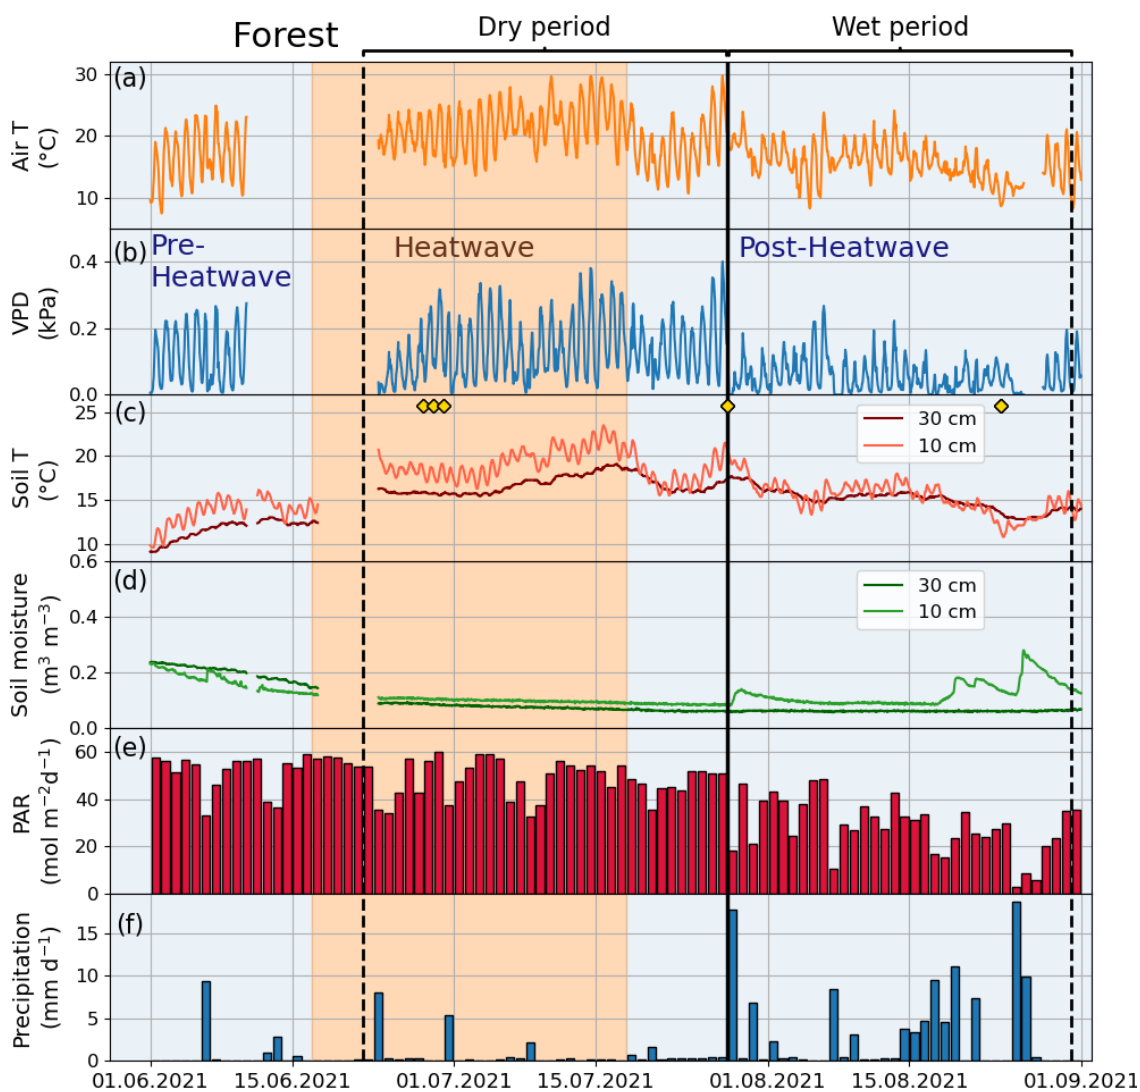 Forest
Dry period
Wet period
(a)
30
20
10
Air T
(°C)
(b)
Pre-
Heatwave
Heatwave
Post-Heatwave
0.4
0.2
0.0
VPD
(kPa)
(c)
25
20
15
10
Soil T
(°C)
30 cm
10 cm
(d)
0.6
0.4
0.2
0.0
Soil moisture
(m³ m⁻³)
30 cm
10 cm
(e)
60
40
20
0
PAR
(mol m⁻²d⁻¹)
(f)
15
10
5
0
Precipitation
(mm d⁻¹)
01.06.2021
15.06.2021
01.07.2021
15.07.2021
01.08.2021
15.08.2021
01.09.2021